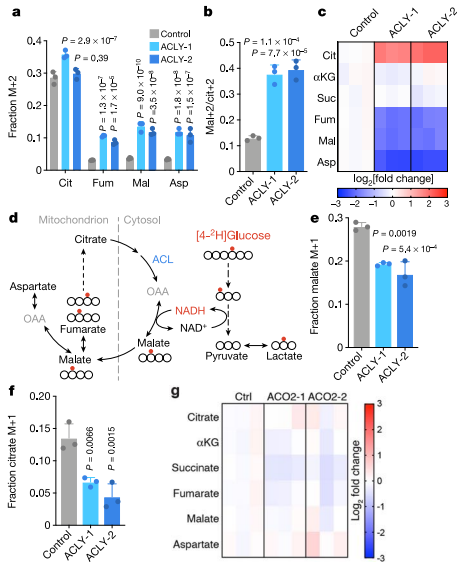 a
Control
ACLY-1
ACLY-2
P = 2.9 × 10⁻⁷
P = 0.39
P = 1.3 × 10⁻⁷
P = 1.7 × 10⁻⁵
P = 9.0 × 10⁻¹⁰
P = 3.5 × 10⁻⁸
P = 1.8 × 10⁻⁸
P = 1.5 × 10⁻⁷
Fraction M+2
0.4
0.3
0.2
0.1
0
Cit Fum Mal Asp
b
P = 1.1 × 10⁻⁴
P = 7.7 × 10⁻⁵
Mal+2/cit+2
0.5
0.4
0.3
0.2
0.1
0
Control
ACLY-1
ACLY-2
c
Control
ACLY-1
ACLY-2
Cit
αKG
Suc
Fum
Mal
Asp
log₂[fold change]
−3 −2 −1 0 1 2 3
d
Mitochondrion
Cytosol
Citrate
ACL
[4-²H]Glucose
Aspartate
OAA
Fumarate
Malate
OAA
NADH
NAD⁺
Malate
Pyruvate
Lactate
e
P = 0.0019
P = 5.4 × 10⁻⁴
Fraction malate M+1
0.3
0.2
0.1
0
Control
ACLY-1
ACLY-2
f
Fraction citrate M+1
0.20
0.15
0.10
0.05
0
P = 0.0066
P = 0.0015
Control
ACLY-1
ACLY-2
g
Ctrl
ACO2-1
ACO2-2
Citrate
αKG
Succinate
Fumarate
Malate
Aspartate
3
2
1
0
-1
-2
-3
Log₂ fold change